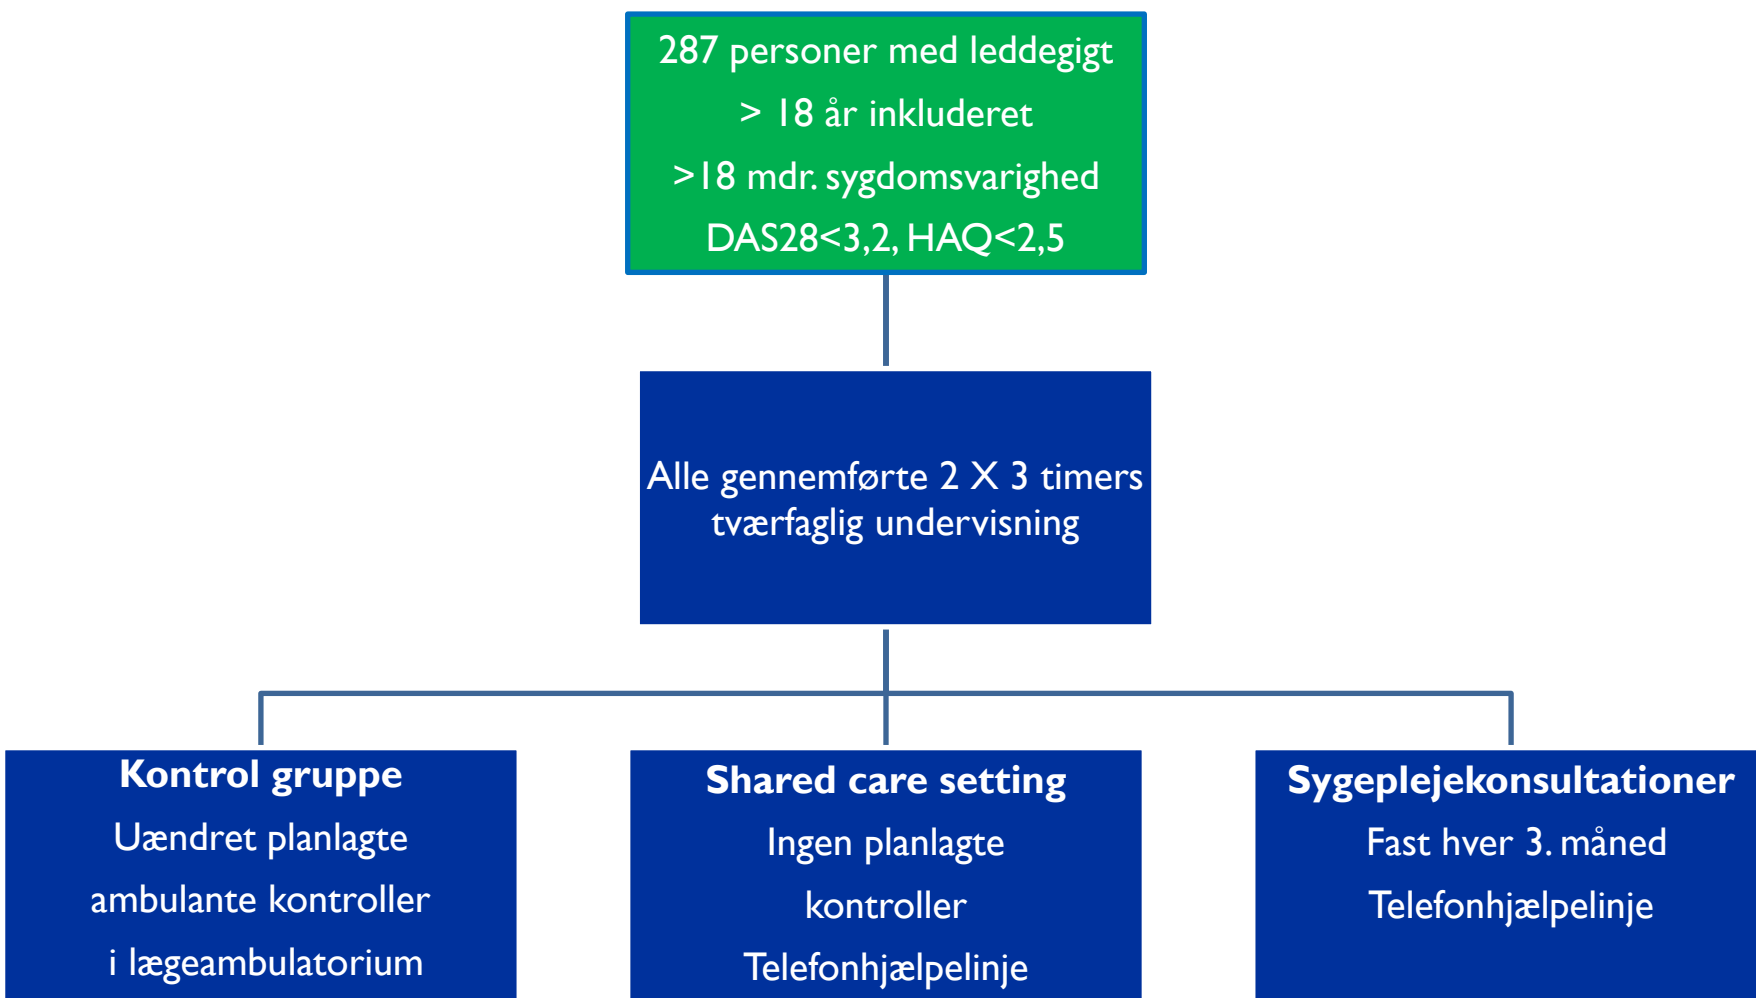 287 personer med leddegigt
> 18 år inkluderet
>18 mdr. sygdomsvarighed
DAS28<3,2, HAQ<2,5
Alle gennemførte 2 X 3 timers
tværfaglig undervisning
Kontrol gruppe
Uændret planlagte
ambulante kontroller
i lægeambulatorium
Shared care setting
Ingen planlagte
kontroller
Telefonhjælpelinje
Sygeplejekonsultationer
Fast hver 3. måned
Telefonhjælpelinje